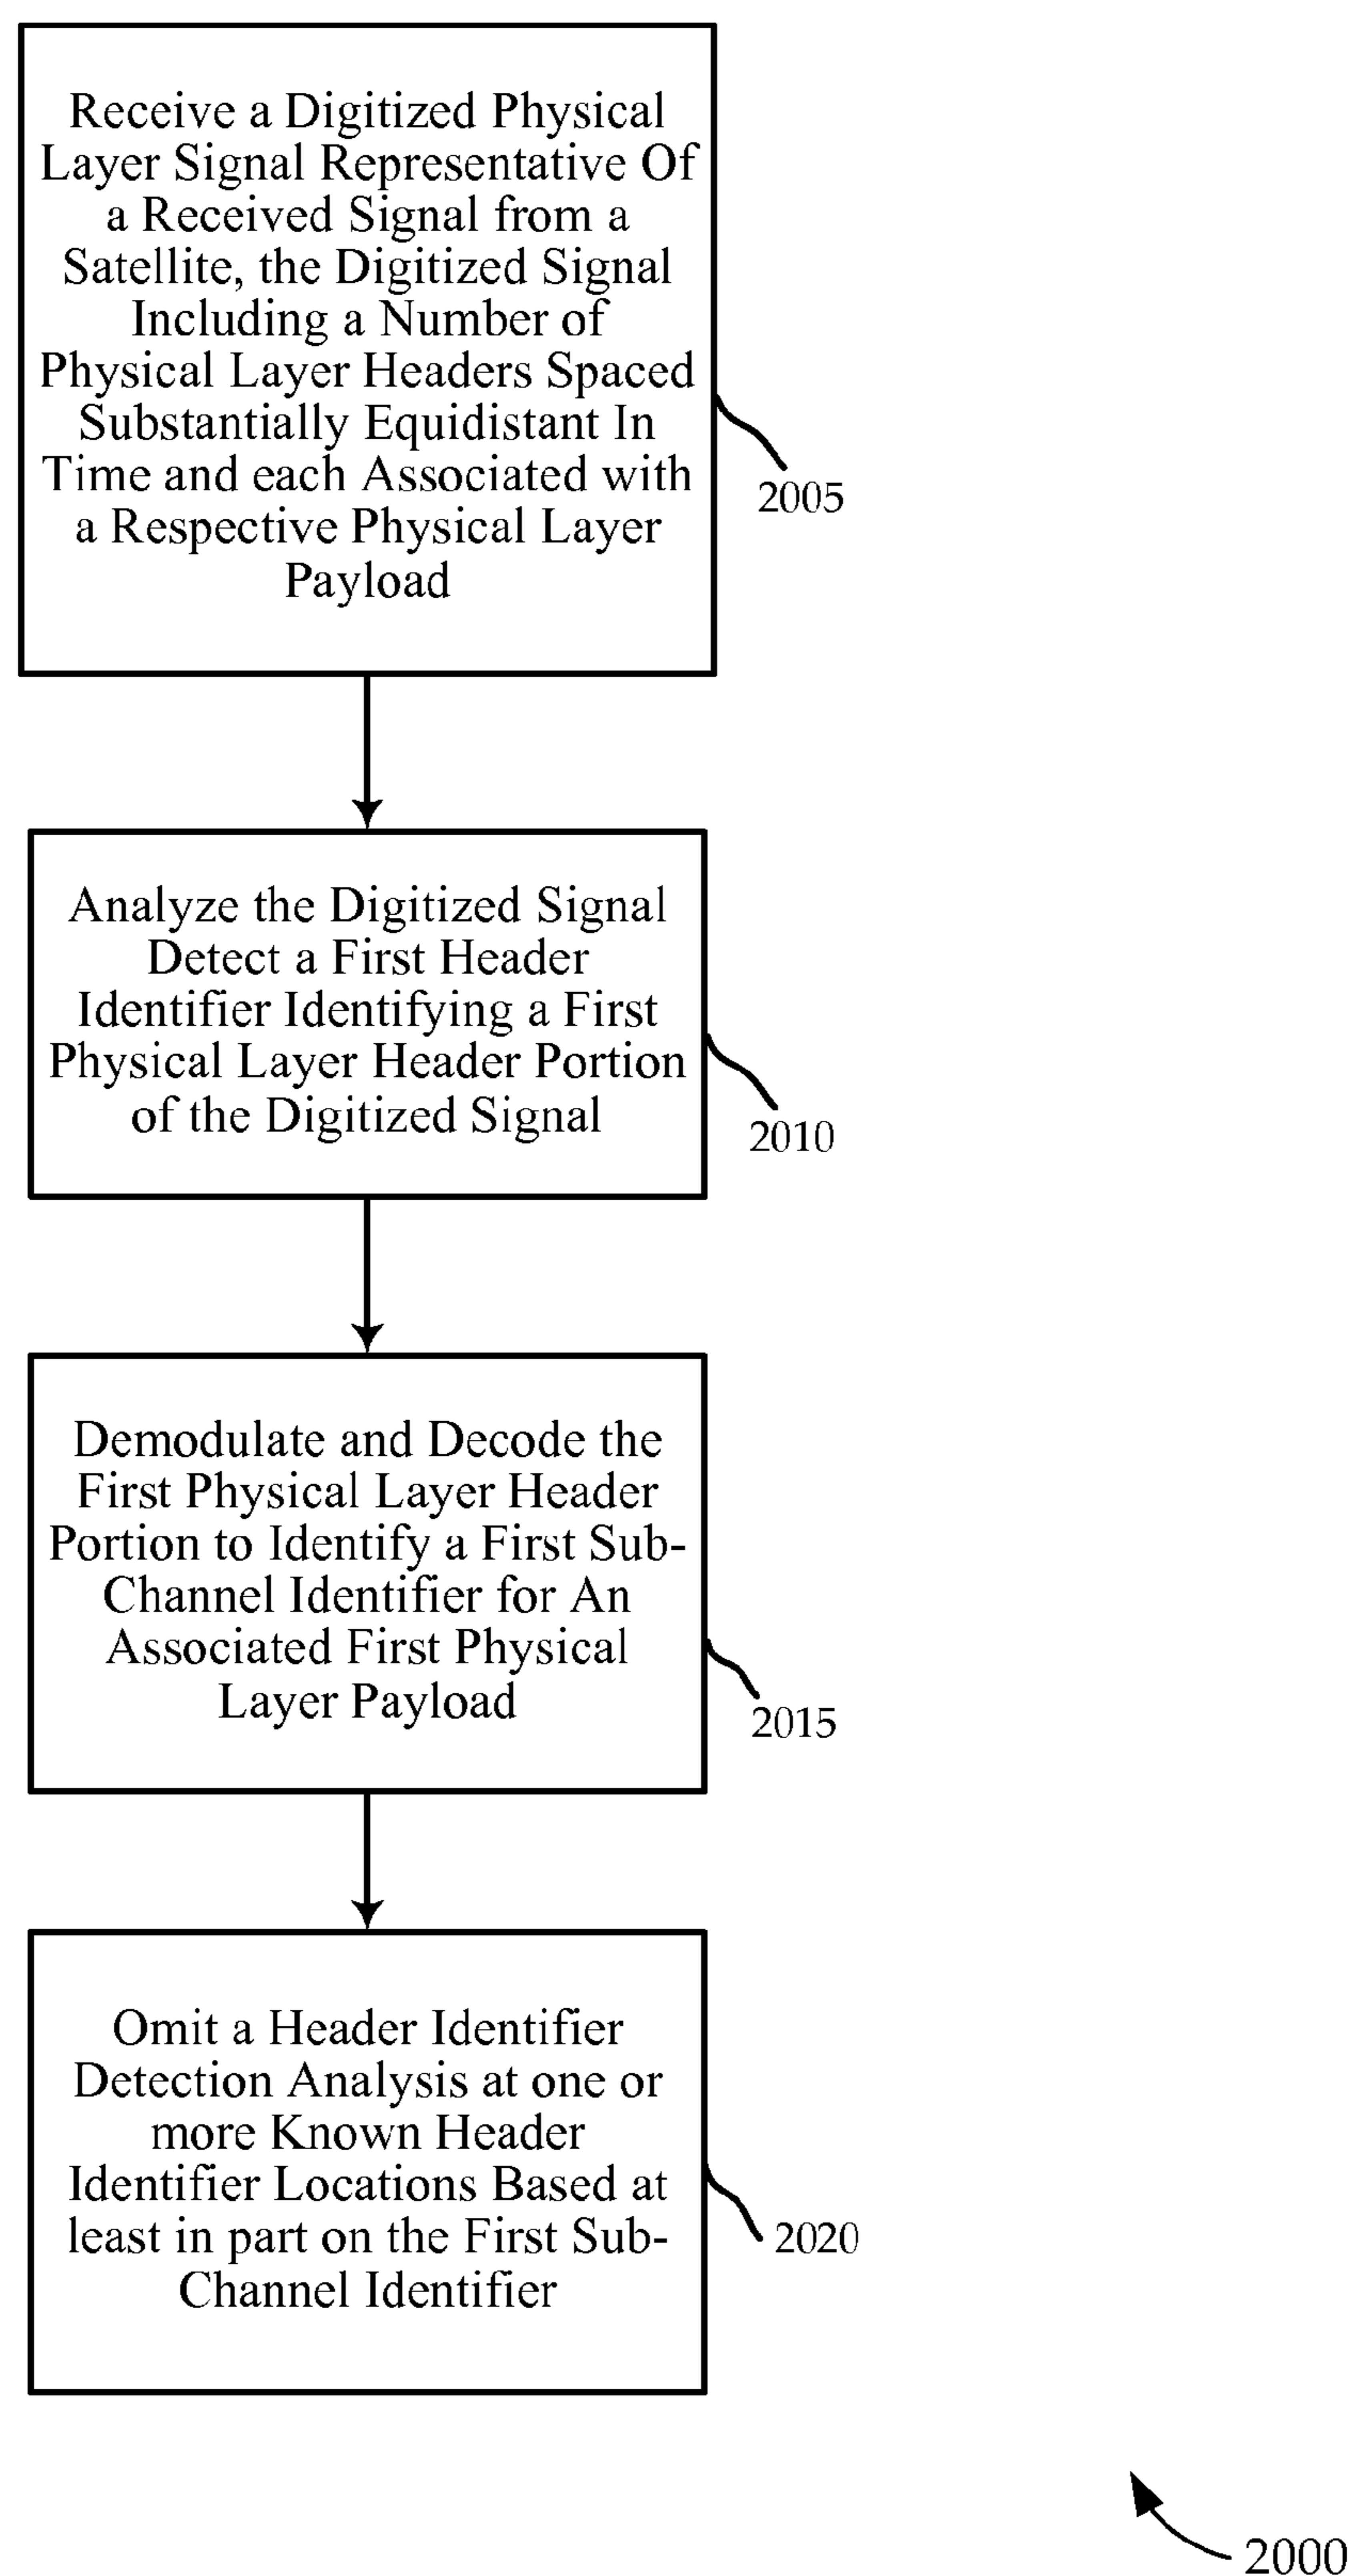 Receive a Digitized Physical
Layer Signal Representative Of
a Received Signal from a
Satellite, the Digitized Signal
Including a Number of
Physical Layer Headers Spaced
Substantially Equidistant In
Time and each Associated with
a Respective Physical Layer
Payload
2005
Analyze the Digitized Signal
Detect a First Header
Identifier Identifying a First
Physical Layer Header Portion
of the Digitized Signal
2010
Demodulate and Decode the
First Physical Layer Header
Portion to Identify a First Sub-
Channel Identifier for An
Associated First Physical
Layer Payload
2015
Omit a Header Identifier
Detection Analysis at one or
more Known Header
Identifier Locations Based at
least in part on the First Sub-
Channel Identifier
2020
2000